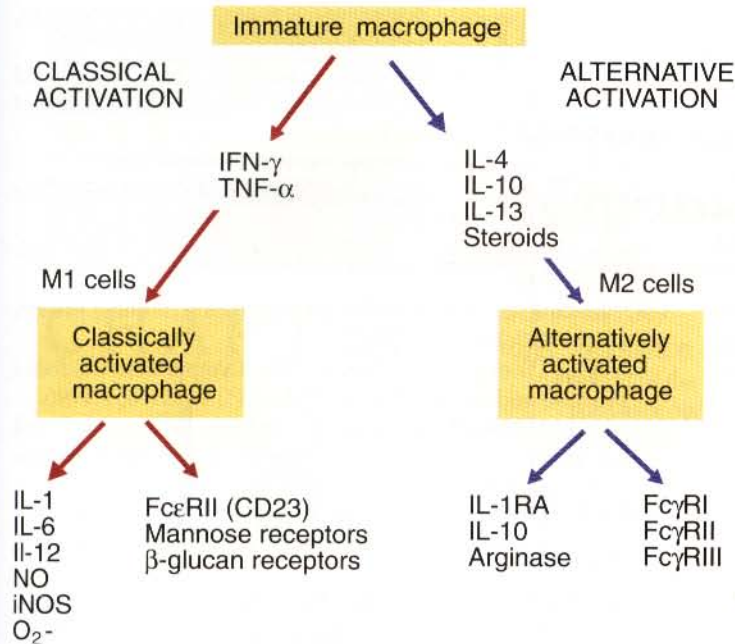 Immature macrophage
CLASSICAL
ACTIVATION
ALTERNATIVE
ACTIVATION
IFN-γ
TNF-α
IL-4
IL-10
IL-13
Steroids
M1 cells
M2 cells
Classically
activated
macrophage
Alternatively
activated
macrophage
IL-1
IL-6
Il-12
NO
iNOS
O₂-
FcεRII (CD23)
Mannose receptors
β-glucan receptors
IL-1RA
IL-10
Arginase
FcγRI
FcγRII
FcγRIII